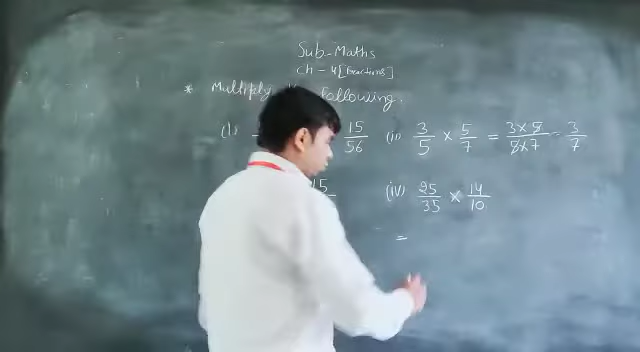 Sub-Maths
Ch-4[Fractions]
* Multiply following.
(i) 15/56 (ii) 3/5 × 5/7 = 3×5/5×7 = 3/7
15 (iv) 25/35 × 14/10
=